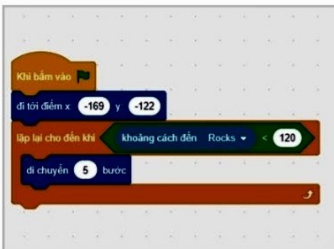 Khi bấm vào
đi tới điểm x -169 y -122
lặp lại cho đến khi khoảng cách đến Rocks < 120
di chuyển 5 bước